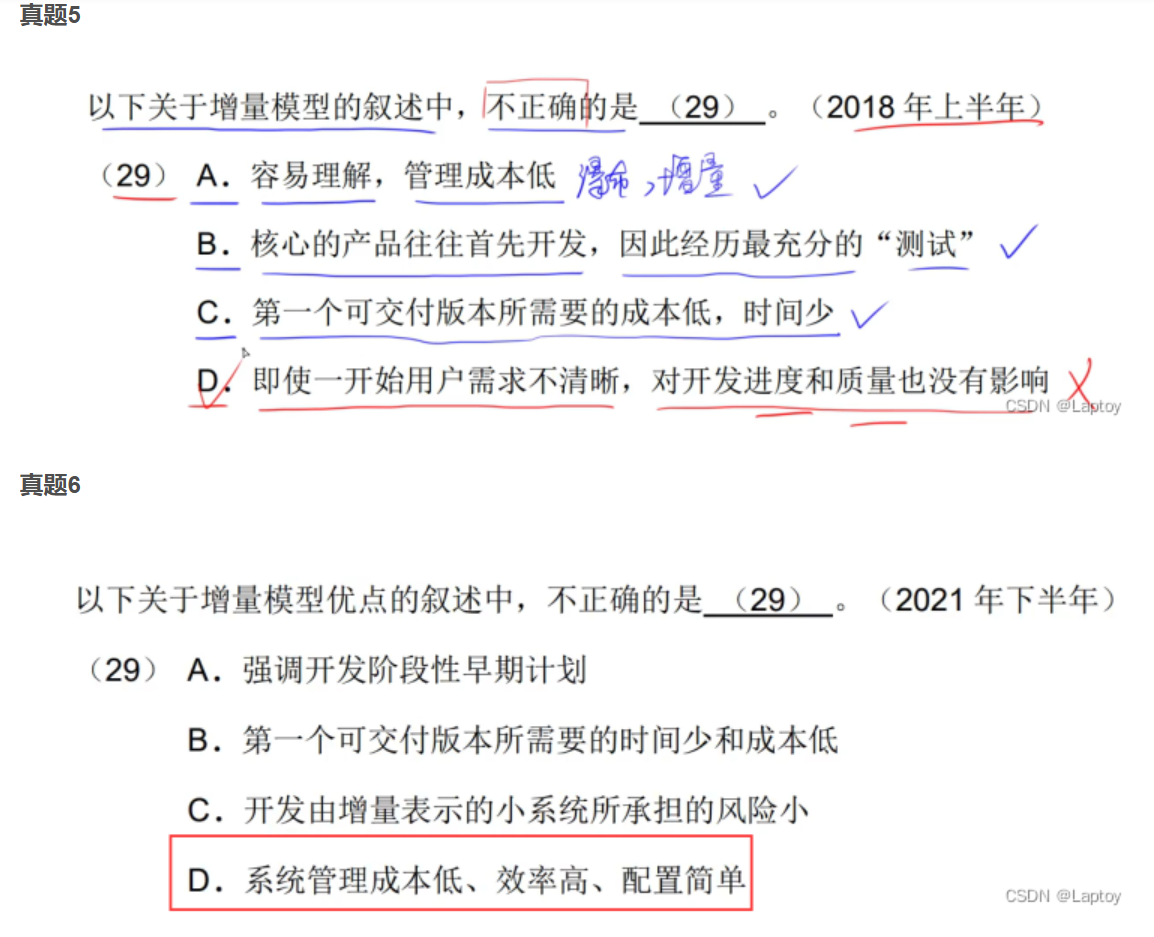 真题5
以下关于增量模型的叙述中，不正确的是（29）。（2018 年上半年）
（29） A．容易理解，管理成本低 瀑布，增量
B．核心的产品往往首先开发，因此经历最充分的“测试”
C．第一个可交付版本所需要的成本低，时间少
D．即使一开始用户需求不清晰，对开发进度和质量也没有影响
CSDN @Laptoy
真题6
以下关于增量模型优点的叙述中，不正确的是（29）。（2021 年下半年）
（29） A．强调开发阶段性早期计划
B．第一个可交付版本所需要的时间少和成本低
C．开发由增量表示的小系统所承担的风险小
D．系统管理成本低、效率高、配置简单
CSDN @Laptoy